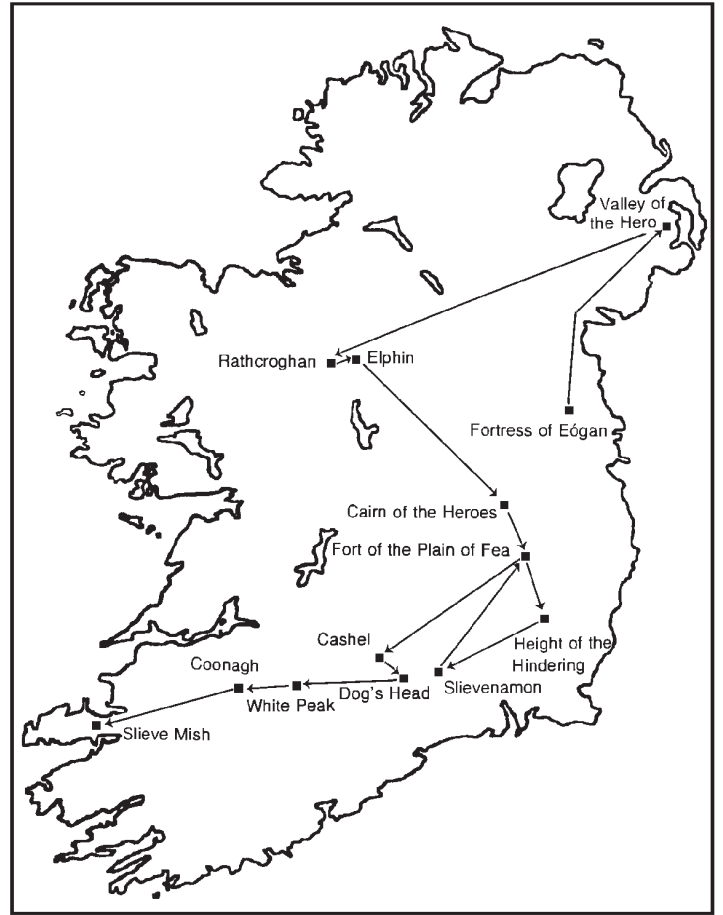 Valley of
the Hero
Rathcroghan
Elphin
Fortress of Eógan
Cairn of the Heroes
Fort of the Plain of Fea
Cashel
Height of the
Hindering
Coonagh
Dog's Head
Slievenamon
White Peak
Slieve Mish